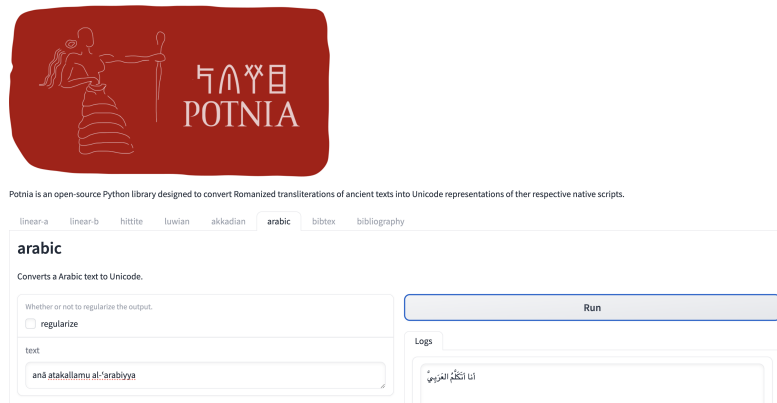 𐀡𐀴𐀛𐀊
POTNIA
Potnia is an open-source Python library designed to convert Romanized transliterations of ancient texts into Unicode representations of ther respective native scripts.
linear-a linear-b hittite luwian akkadian arabic bibtex bibliography
arabic
Converts a Arabic text to Unicode.
Whether or not to regularize the output.
regularize
text
anā atakallamu al-ʿarabiyya
Run
Logs
اَنا اَتَكَلَّمُ العَرَبِيَّ